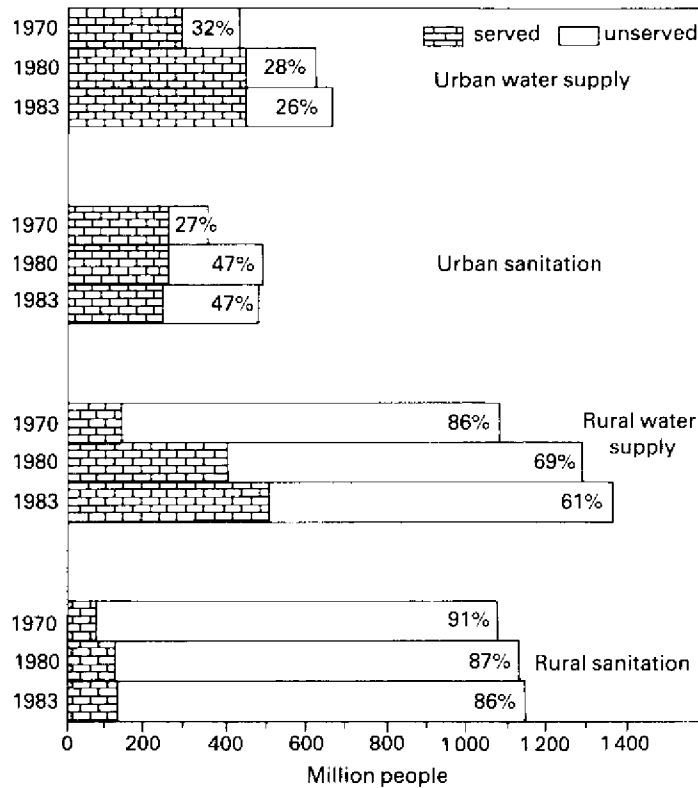 1970 32% served unserved
1980 28% Urban water supply
1983 26%
1970 27%
1980 47% Urban sanitation
1983 47%
1970 86% Rural water
supply
1980 69%
1983 61%
1970 91%
1980 87% Rural sanitation
1983 86%
0 200 400 600 800 1 000 1 200 1 400
Million people